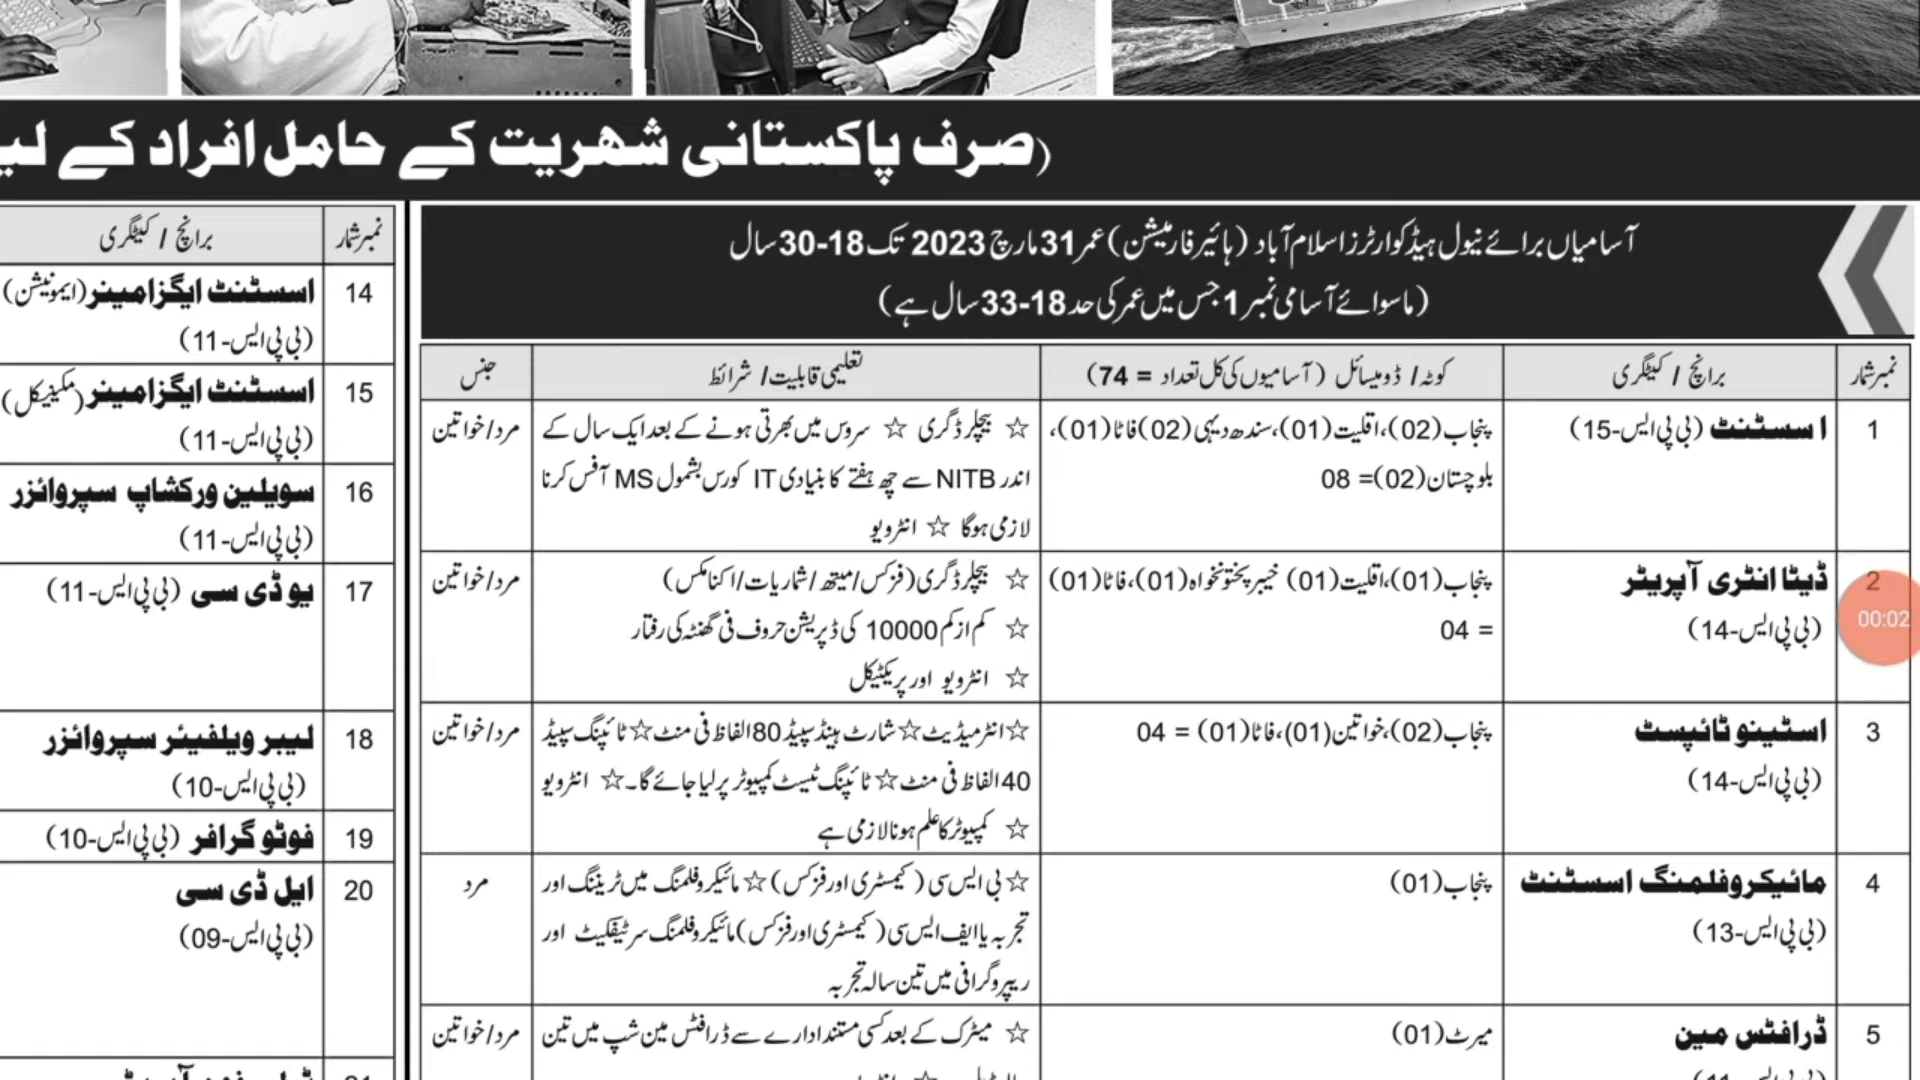 (صرف پاکستانی شہریت کے حامل افراد کے لیے
آسامیاں برائے نیول ہیڈکوارٹرز اسلام آباد (ہائیر فارمیشن) عمر 31 مارچ 2023 تک 18-30 سال
(ماسوائے آسامی نمبر 1 جس میں عمر کی حد 18-33 سال ہے)
نمبر شمار | برانچ / کیٹگری | کوٹہ / ڈومیسائل (آسامیوں کی کل تعداد = 74) | تعلیمی قابلیت / شرائط | جنس
1 | اسسٹنٹ (بی پی ایس-15) | پنجاب (02)، اقلیت (01)، سندھ دیہی (02) فاٹا (01)،
بلوچستان (02) = 08
☆ بیچلر ڈگری ☆ سروس میں بھرتی ہونے کے بعد ایک سال کے
اندر NITB سے چھ ہفتے کا بنیادی IT کورس بشمول MS آفس کرنا
لازمی ہوگا ☆ انٹرویو
مرد/خواتین
2 | ڈیٹا انٹری آپریٹر
(بی پی ایس-14)
پنجاب (01)، اقلیت (01) خیبر پختونخواہ (01)، فاٹا (01)
= 04
☆ بیچلر ڈگری (فزکس/میتھ/شماریات/اکنامکس)
☆ کم از کم 10000 کی ڈپریشن حروف فی گھنٹہ کی رفتار
☆ انٹرویو اور پریکٹیکل
مرد/خواتین
3 | اسٹینو ٹائپسٹ
(بی پی ایس-14)
پنجاب (02)، خواتین (01)، فاٹا (01) = 04
☆ انٹرمیڈیٹ ☆ شارٹ ہینڈ سپیڈ 80 الفاظ فی منٹ ☆ ٹائپنگ سپیڈ
40 الفاظ فی منٹ ☆ ٹائپنگ ٹیسٹ کمپیوٹر پر لیا جائے گا۔ ☆ انٹرویو
☆ کمپیوٹر کا علم ہونا لازمی ہے
مرد/خواتین
4 | مائیکروفلمنگ اسسٹنٹ
(بی پی ایس-13)
پنجاب (01)
☆ بی ایس سی (کیمسٹری اور فزکس) ☆ مائیکروفلمنگ میں ٹریننگ اور
تجربہ یا ایف ایس سی (کیمسٹری اور فزکس) مائیکروفلمنگ سرٹیفکیٹ اور
ریپروگرافی میں تین سالہ تجربہ
مرد
5 | ڈرافٹس مین
میرٹ (01)
☆ میٹرک کے بعد کسی مستند ادارے سے ڈرافٹس مین شپ میں تین
مرد/خواتین
00:02
نمبر شمار | برانچ / کیٹگری
14 | اسسٹنٹ ایگزامینر (ایمونیشن)
(بی پی ایس-11)
15 | اسسٹنٹ ایگزامینر (مکینیکل)
(بی پی ایس-11)
16 | سویلین ورکشاپ سپروائزر
(بی پی ایس-11)
17 | یو ڈی سی (بی پی ایس-11)
18 | لیبر ویلفیئر سپروائزر
(بی پی ایس-10)
19 | فوٹو گرافر (بی پی ایس-10)
20 | ایل ڈی سی
(بی پی ایس-09)